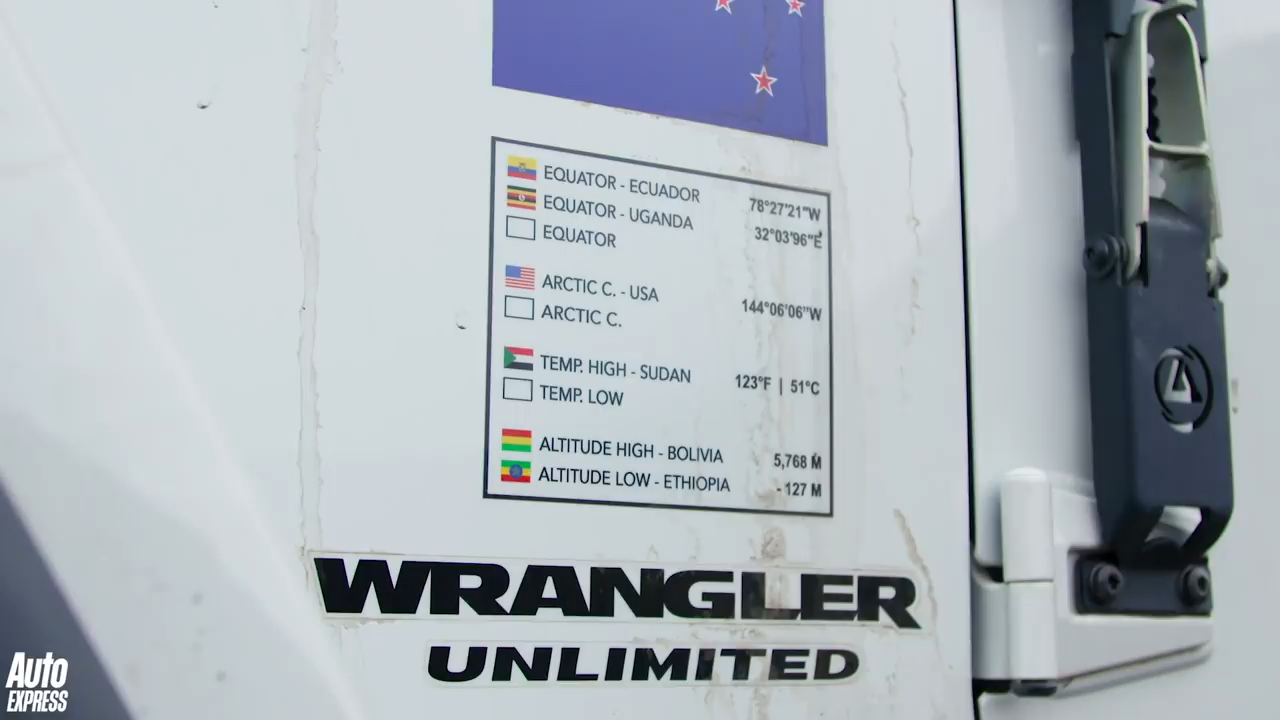 EQUATOR - ECUADOR 78°27'21"W
EQUATOR - UGANDA 32°03'96"E
EQUATOR
ARCTIC C. - USA 144°06'06"W
ARCTIC C.
TEMP. HIGH - SUDAN 123°F | 51°C
TEMP. LOW
ALTITUDE HIGH - BOLIVIA 5,768 M
ALTITUDE LOW - ETHIOPIA - 127 M
WRANGLER
UNLIMITED
Auto
EXPRESS